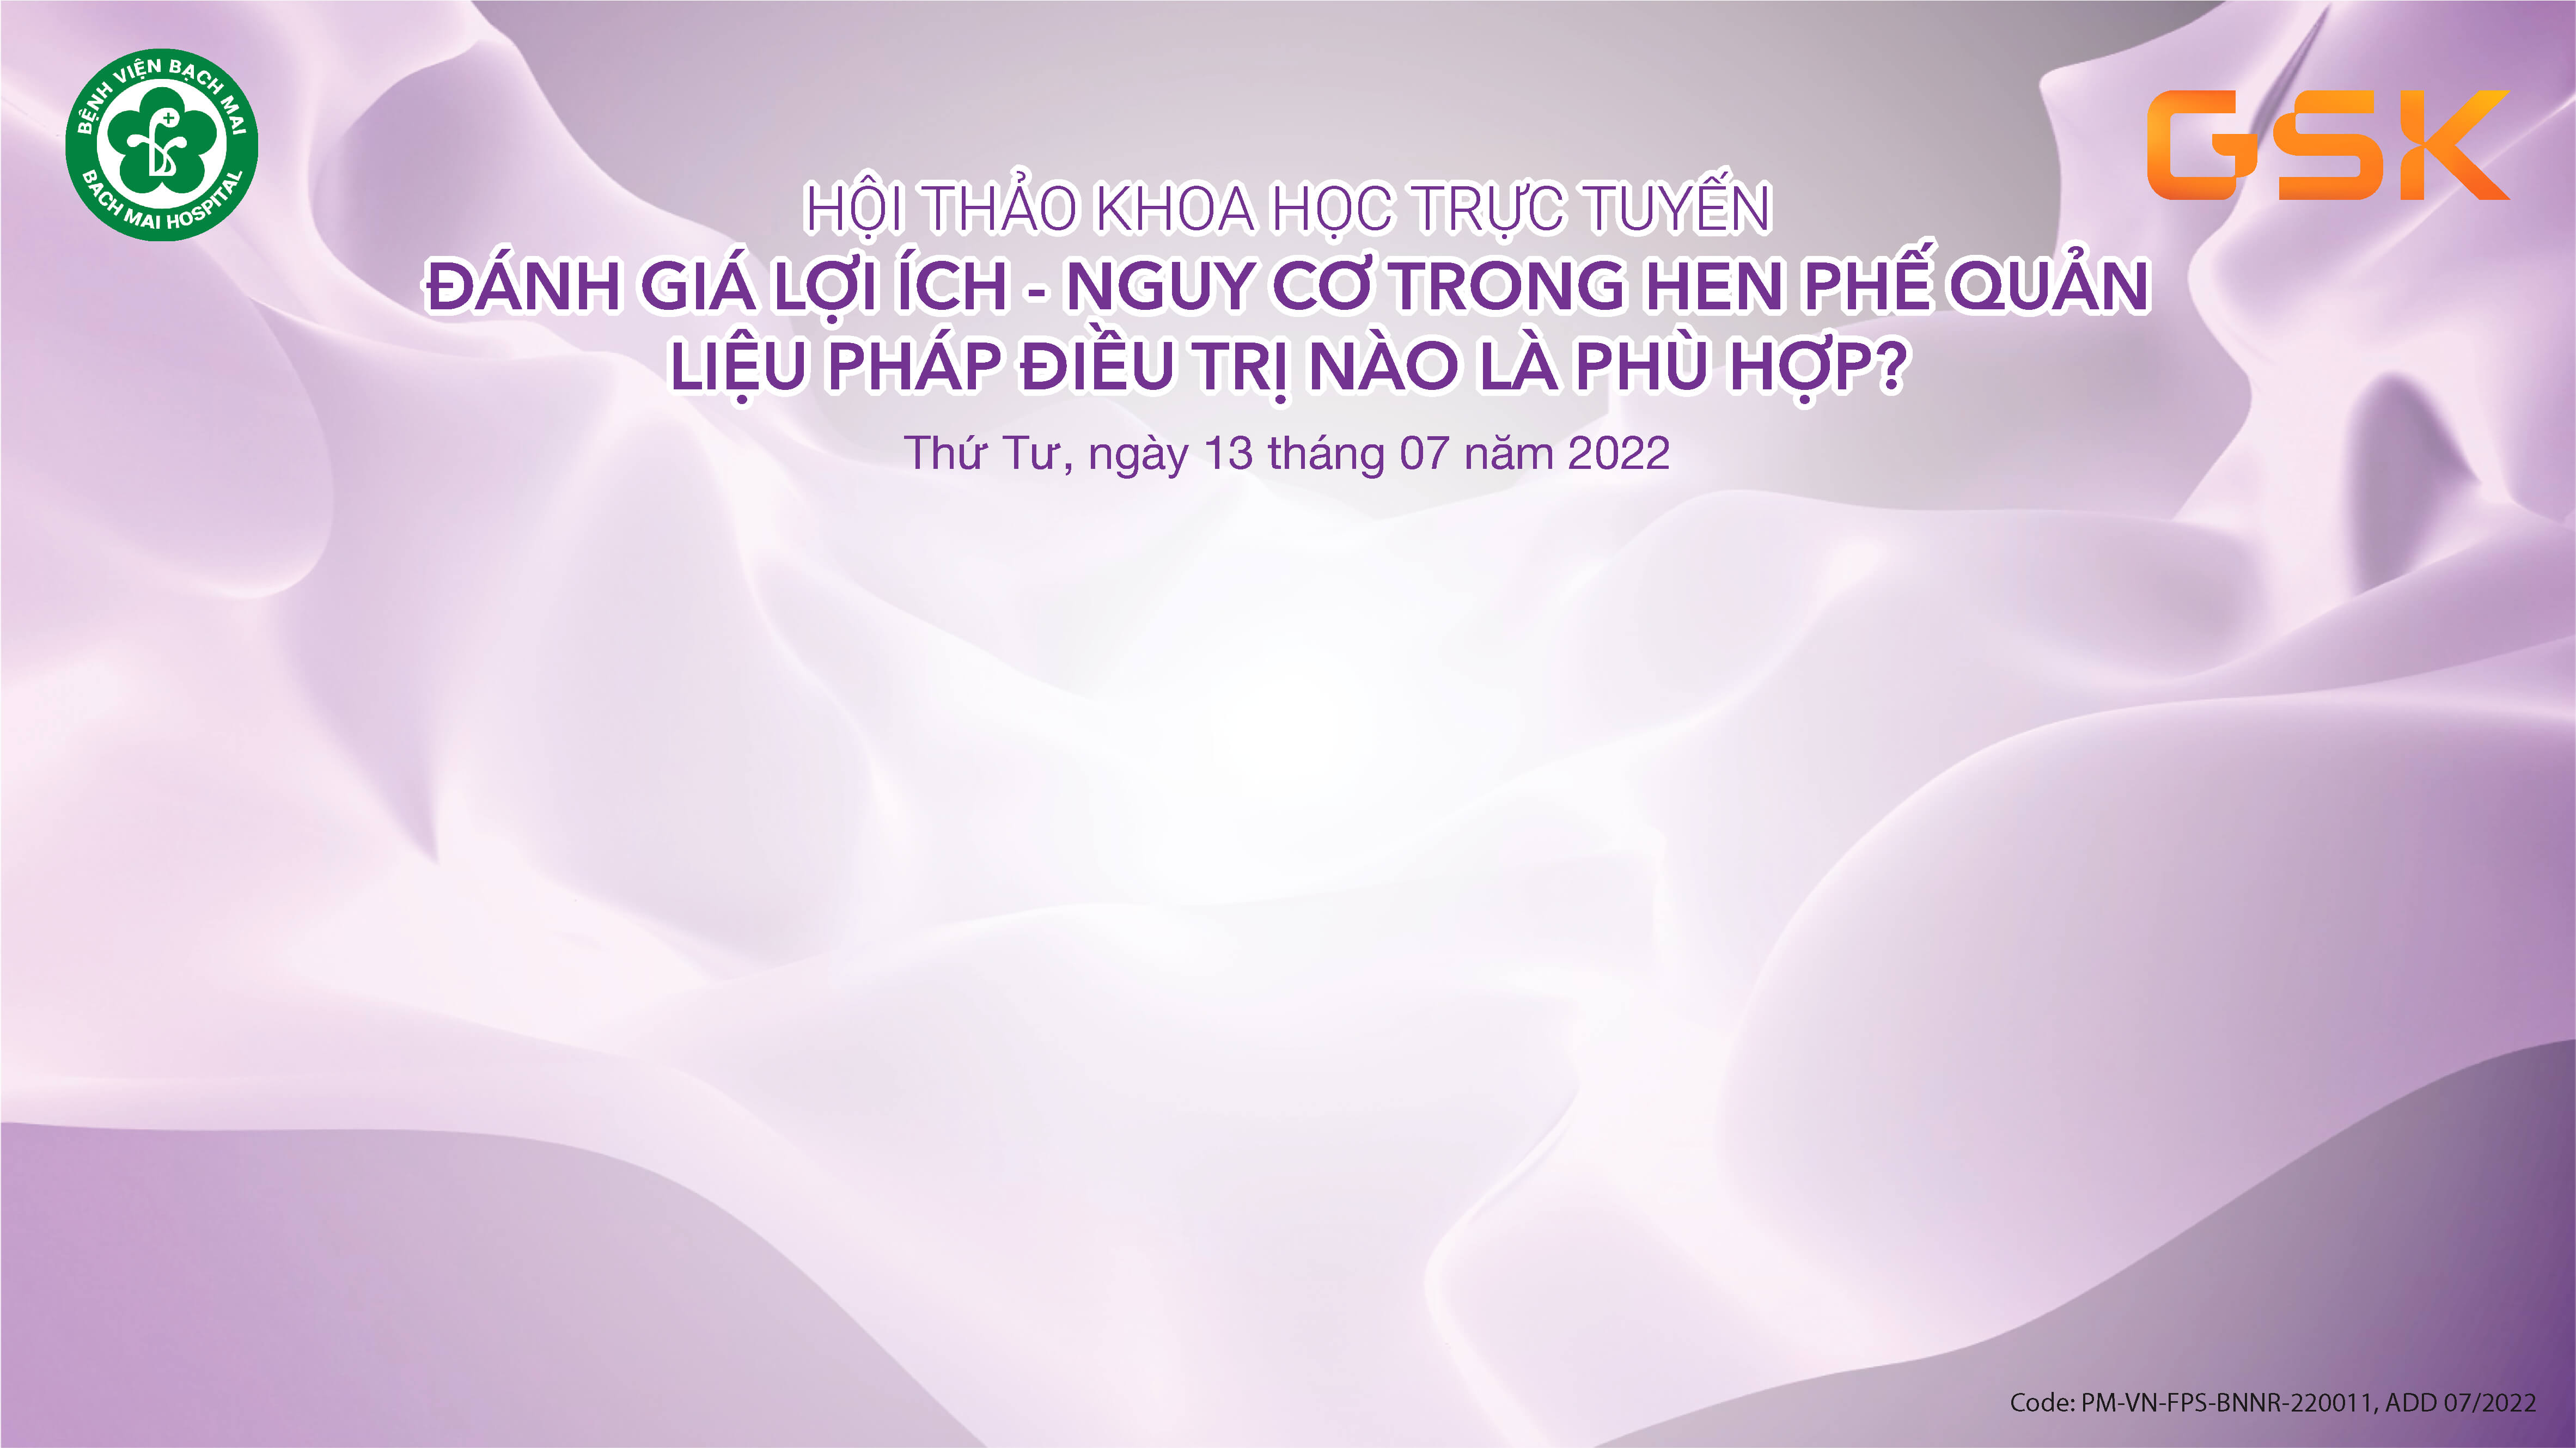 BỆNH VIỆN BẠCH MAI
BACH MAI HOSPITAL
GSK
HỘI THẢO KHOA HỌC TRỰC TUYẾN
ĐÁNH GIÁ LỢI ÍCH - NGUY CƠ TRONG HEN PHẾ QUẢN
LIỆU PHÁP ĐIỀU TRỊ NÀO LÀ PHÙ HỢP?
Thứ Tư, ngày 13 tháng 07 năm 2022
Code: PM-VN-FPS-BNNR-220011, ADD 07/2022